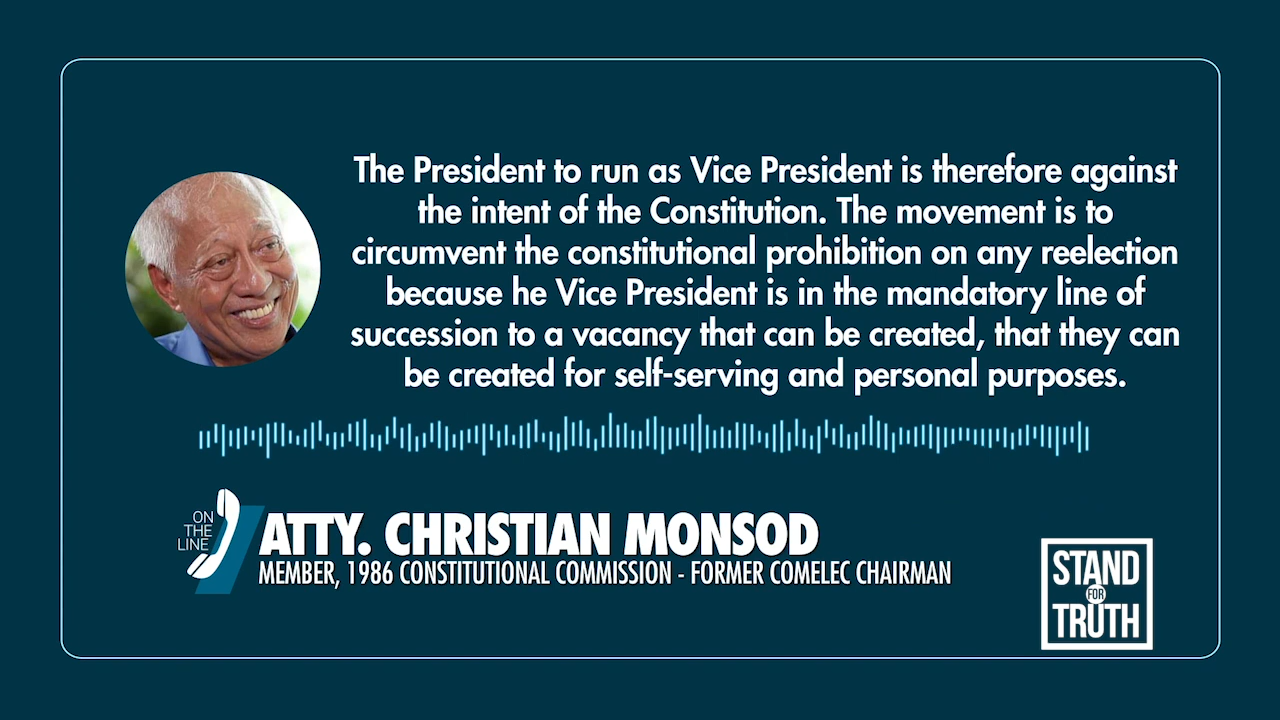 The President to run as Vice President is therefore against
the intent of the Constitution. The movement is to
circumvent the constitutional prohibition on any reelection
because he Vice President is in the mandatory line of
succession to a vacancy that can be created, that they can
be created for self-serving and personal purposes.
ON
THE
LINE
ATTY. CHRISTIAN MONSOD
MEMBER, 1986 CONSTITUTIONAL COMMISSION - FORMER COMELEC CHAIRMAN
STAND
FOR
TRUTH